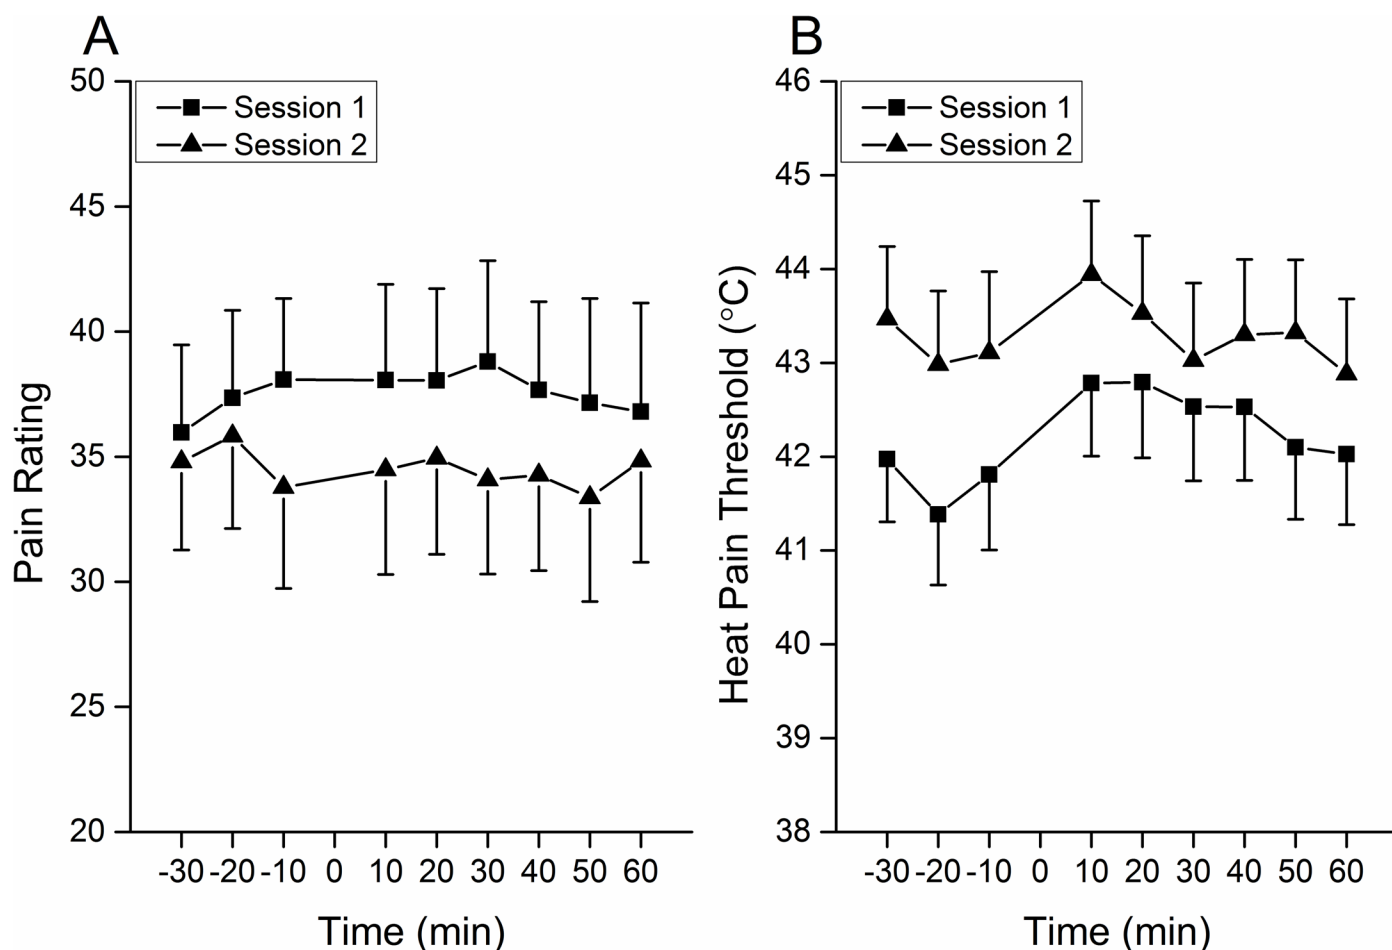 A
50
45
40
35
30
25
20
Pain Rating
Session 1
Session 2
-30 -20 -10 0 10 20 30 40 50 60
Time (min)
B
46
45
44
43
42
41
40
39
38
Heat Pain Threshold (°C)
Session 1
Session 2
-30 -20 -10 0 10 20 30 40 50 60
Time (min)